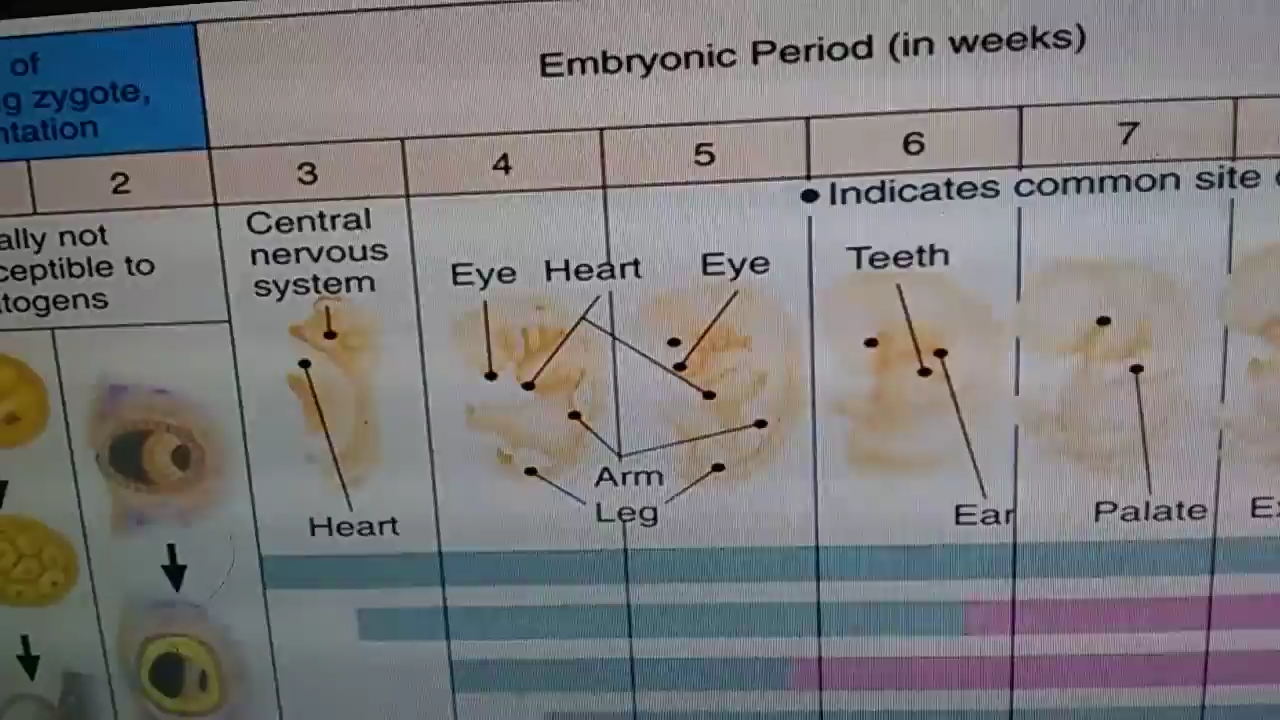 of
g zygote,
ntation
Embryonic Period (in weeks)
2
3
4
5
6
7
ally not
ceptible to
togens
Central
nervous
system
Eye
Heart
Eye
• Indicates common site
Teeth
Heart
Arm
Leg
Ear
Palate